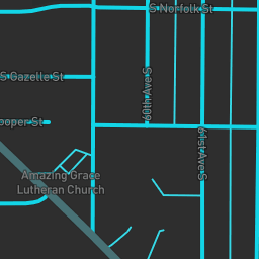 S Norfolk St
S Gazelle St
60th Ave S
ooper St
61st Ave S
Amazing Grace
Lutheran Church